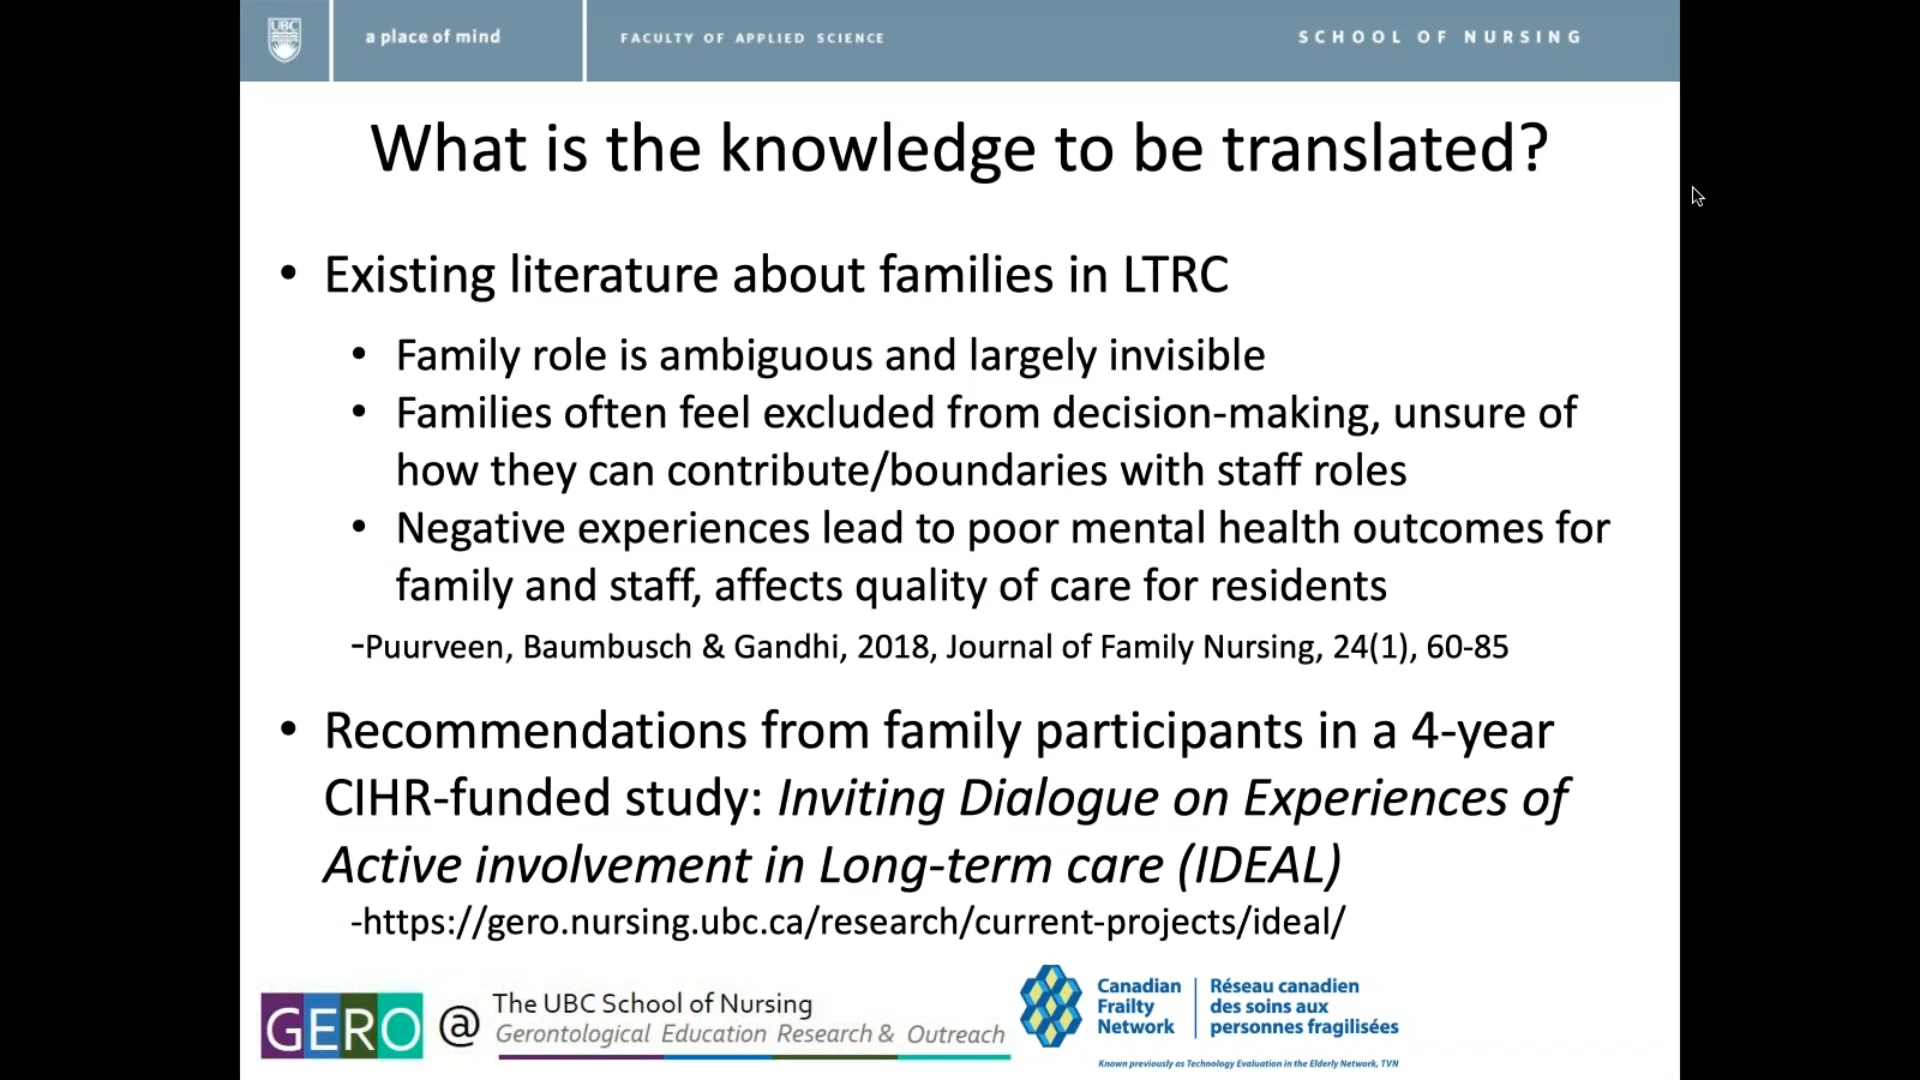 UBC
a place of mind
FACULTY OF APPLIED SCIENCE
SCHOOL OF NURSING
What is the knowledge to be translated?
• Existing literature about families in LTRC
• Family role is ambiguous and largely invisible
• Families often feel excluded from decision-making, unsure of
how they can contribute/boundaries with staff roles
• Negative experiences lead to poor mental health outcomes for
family and staff, affects quality of care for residents
-Puurveen, Baumbusch & Gandhi, 2018, Journal of Family Nursing, 24(1), 60-85
• Recommendations from family participants in a 4-year
CIHR-funded study: Inviting Dialogue on Experiences of
Active involvement in Long-term care (IDEAL)
-https://gero.nursing.ubc.ca/research/current-projects/ideal/
GERO @
The UBC School of Nursing
Gerontological Education Research & Outreach
Canadian
Frailty
Network
Réseau canadien
des soins aux
personnes fragilisées
Known previously as Technology Evaluation in the Elderly Network, TVN